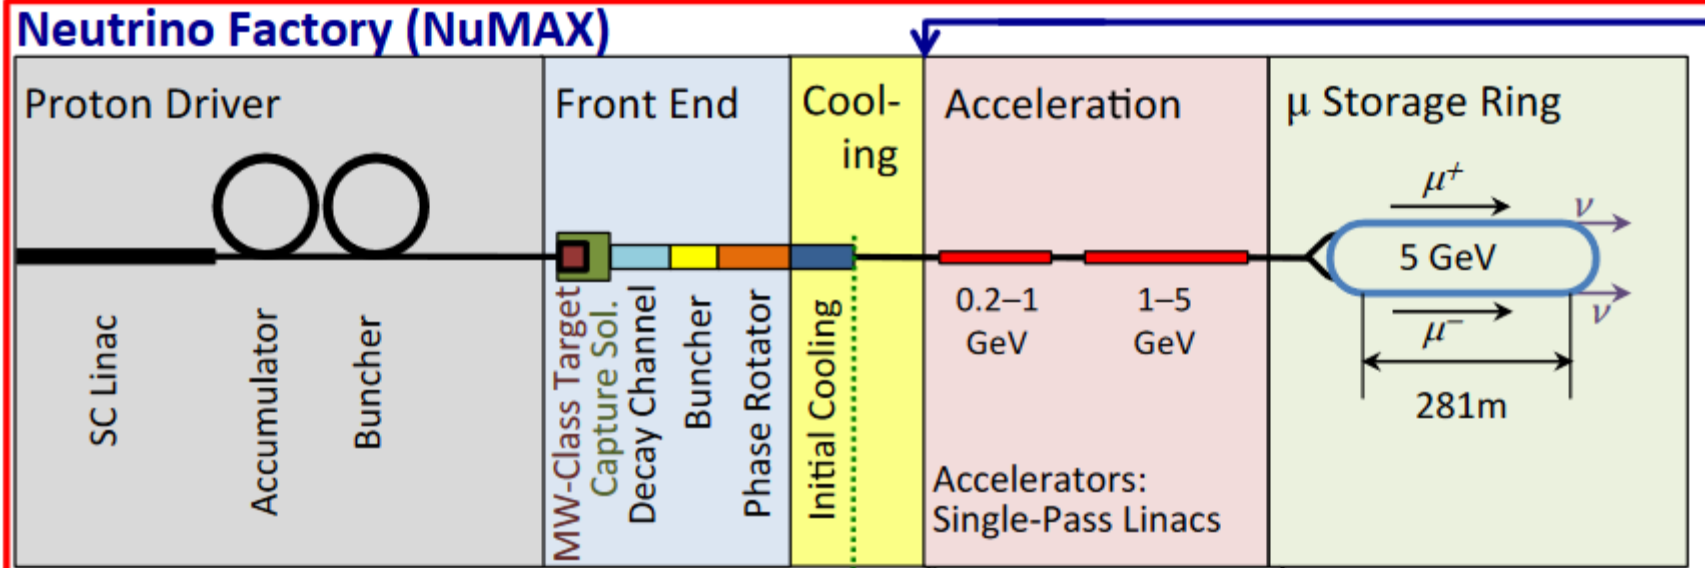 Neutrino Factory (NuMAX)
Proton Driver
SC Linac
Accumulator
Buncher
Front End
MW-Class Target
Capture Sol.
Decay Channel
Buncher
Phase Rotator
Cool-
ing
Initial Cooling
Acceleration
0.2–1
GeV
1–5
GeV
Accelerators:
Single-Pass Linacs
μ Storage Ring
μ+
ν
5 GeV
μ−
ν
281m